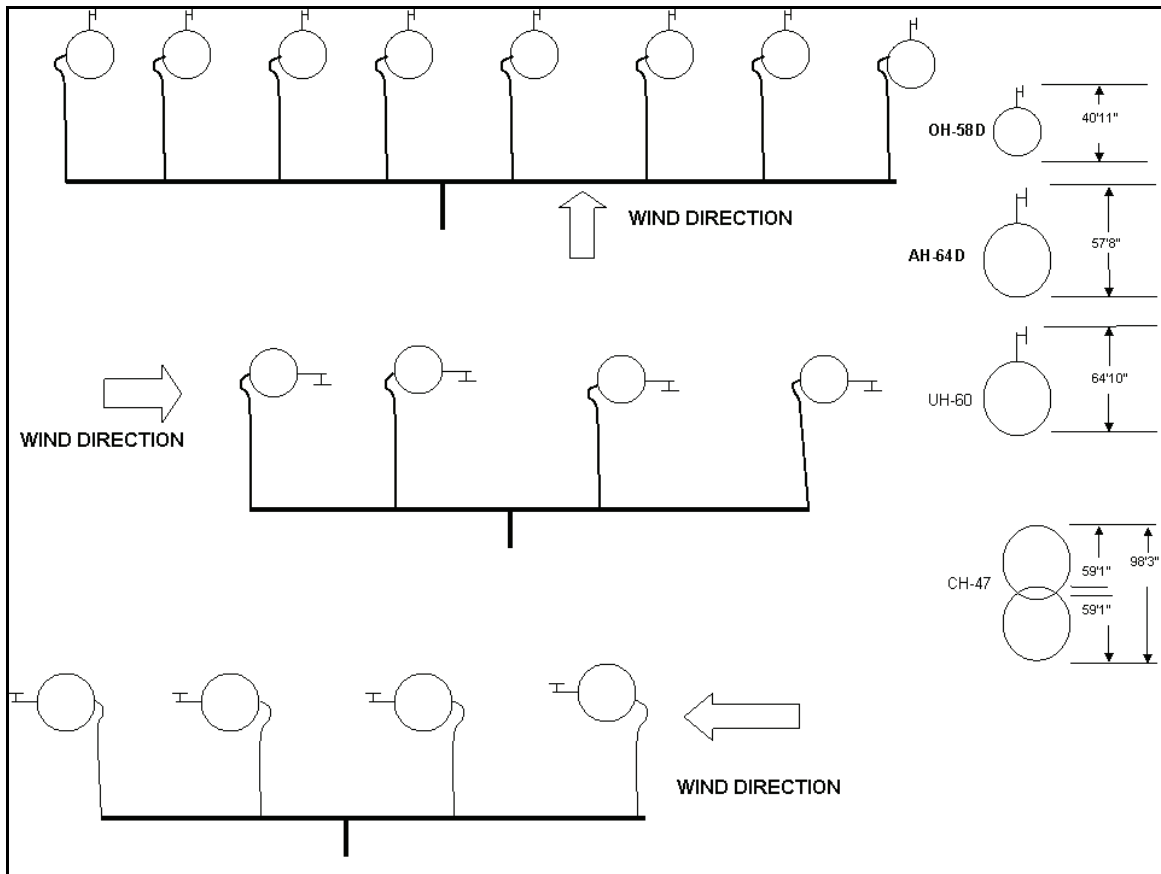 WIND DIRECTION
OH-58D
40'11"
AH-64D
57'8"
UH-60
64'10"
WIND DIRECTION
CH-47
59'1"
98'3"
59'1"
WIND DIRECTION